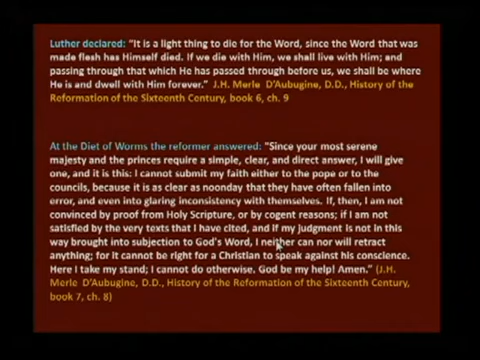 Luther declared: "It is a light thing to die for the Word, since the Word that was
made flesh has Himself died. If we die with Him, we shall live with Him; and
passing through that which He has passed through before us, we shall be where
He is and dwell with Him forever." J.H. Merle D'Aubugine, D.D., History of the
Reformation of the Sixteenth Century, book 6, ch. 9
At the Diet of Worms the reformer answered: "Since your most serene
majesty and the princes require a simple, clear, and direct answer, I will give
one, and it is this: I cannot submit my faith either to the pope or to the
councils, because it is as clear as noonday that they have often fallen into
error, and even into glaring inconsistency with themselves. If, then, I am not
convinced by proof from Holy Scripture, or by cogent reasons; if I am not
satisfied by the very texts that I have cited, and if my judgment is not in this
way brought into subjection to God's Word, I neither can nor will retract
anything; for it cannot be right for a Christian to speak against his conscience.
Here I take my stand; I cannot do otherwise. God be my help! Amen." (J.H.
Merle D'Aubugine, D.D., History of the Reformation of the Sixteenth Century,
book 7, ch. 8)